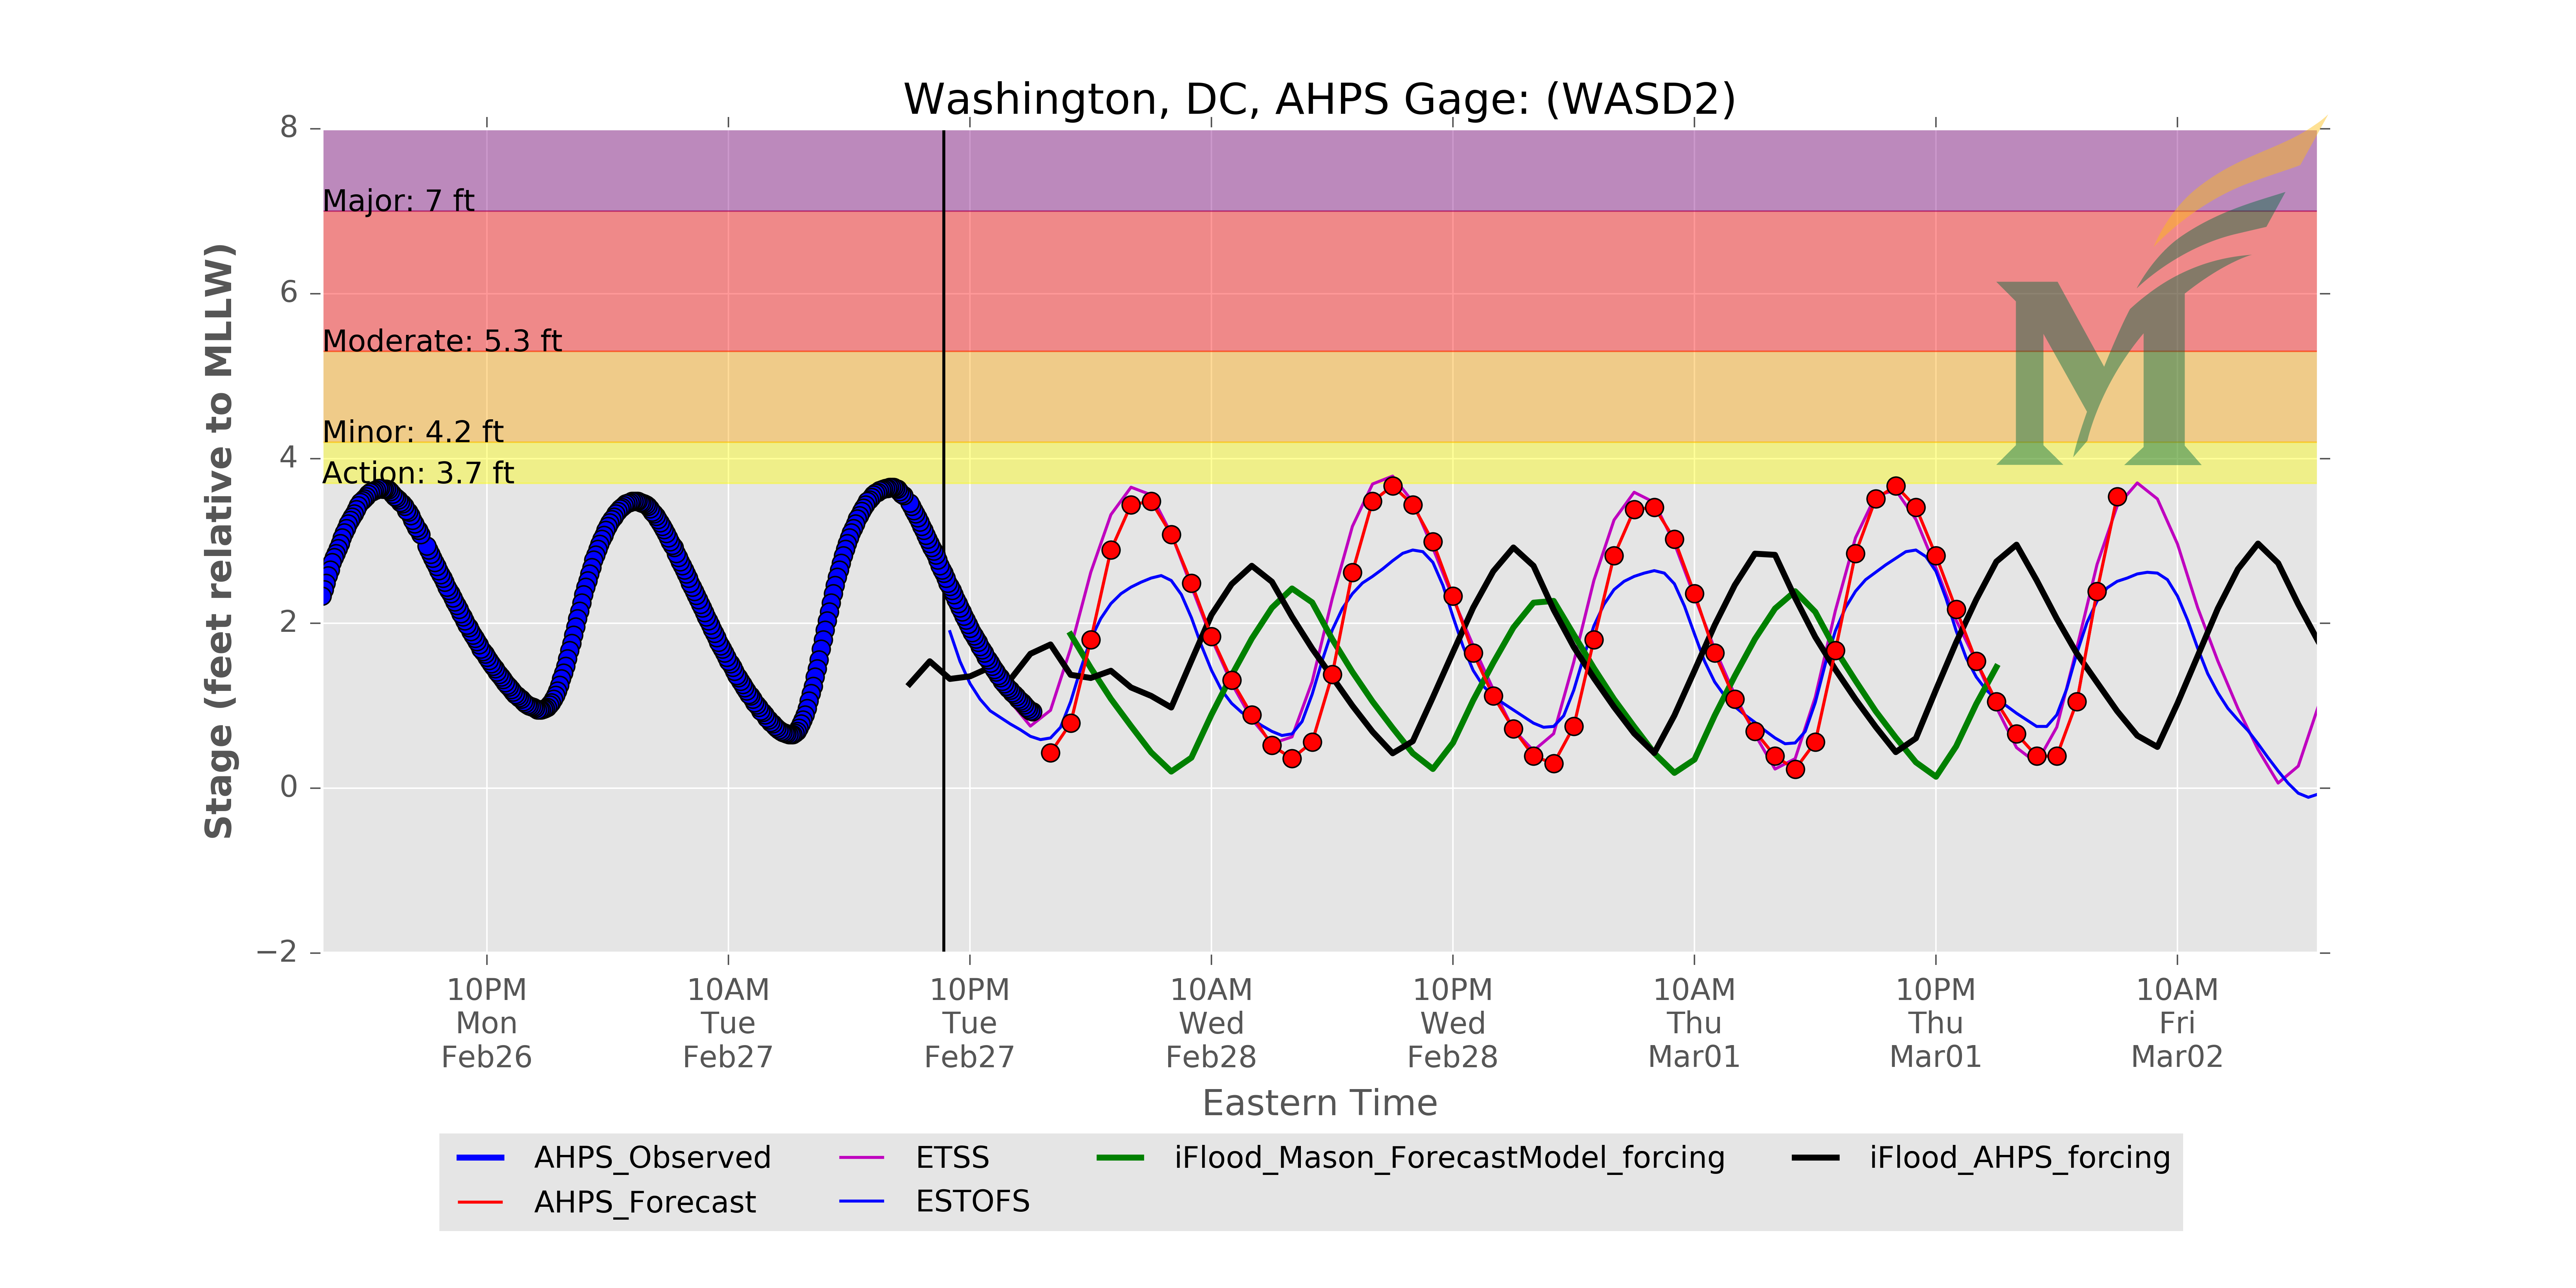 Washington, DC, AHPS Gage: (WASD2)
Stage (feet relative to MLLW)
8
6
4
2
0
−2
Major: 7 ft
Moderate: 5.3 ft
Minor: 4.2 ft
Action: 3.7 ft
10PM 10AM 10PM 10AM 10PM 10AM 10PM 10AM
Mon Tue Tue Wed Wed Thu Thu Fri
Feb26 Feb27 Feb27 Feb28 Feb28 Mar01 Mar01 Mar02
Eastern Time
AHPS_Observed ETSS iFlood_Mason_ForecastModel_forcing iFlood_AHPS_forcing
AHPS_Forecast ESTOFS
M